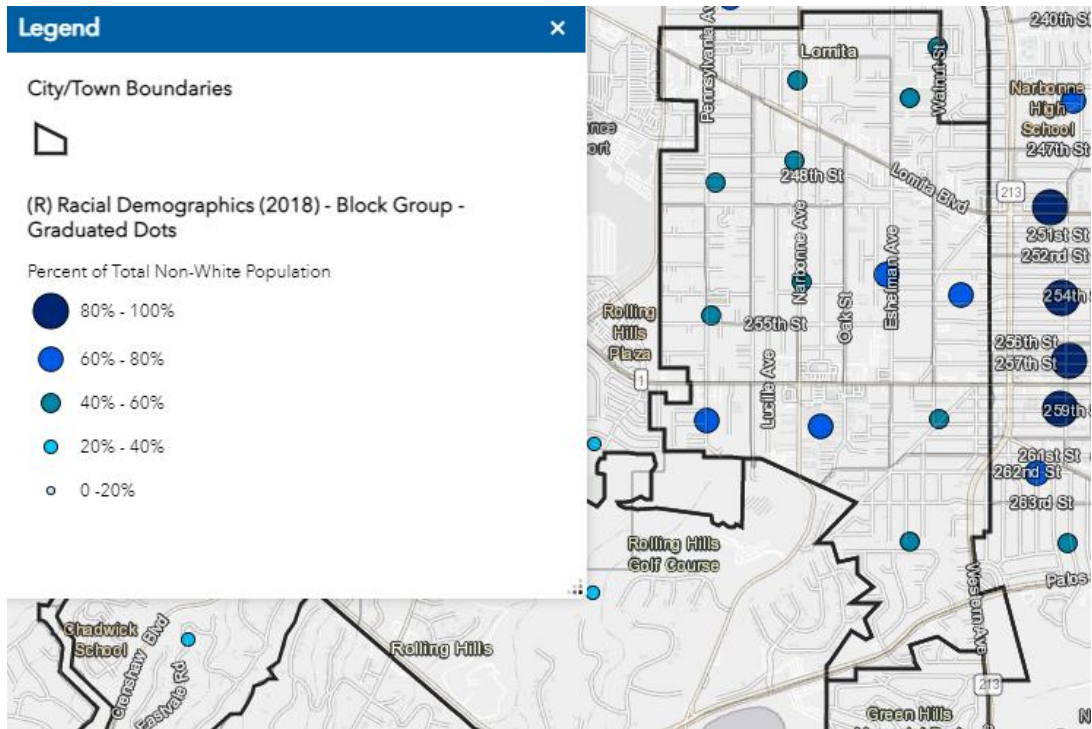 Legend
City/Town Boundaries
(R) Racial Demographics (2018) - Block Group -
Graduated Dots
Percent of Total Non-White Population
80% - 100%
60% - 80%
40% - 60%
20% - 40%
0 -20%
240th S
Lomita
Pennsylvania Av
Walnut St
Narbonne
High
School
247th St
ance
ort
248th St
Lomita Blvd
213
251st St
252nd St
Narbonne Ave
Eshelman Ave
254th
Rolling
Hills
Plaza
255th St
Oak St
256th St
257th St
1
Lucille Ave
259th
261st St
262nd St
263rd St
Rolling Hills
Golf Course
Palos
Western Ave
Chadwick
School
Crenshaw Blvd
Eastvale Rd
Rolling Hills
213
Green Hills